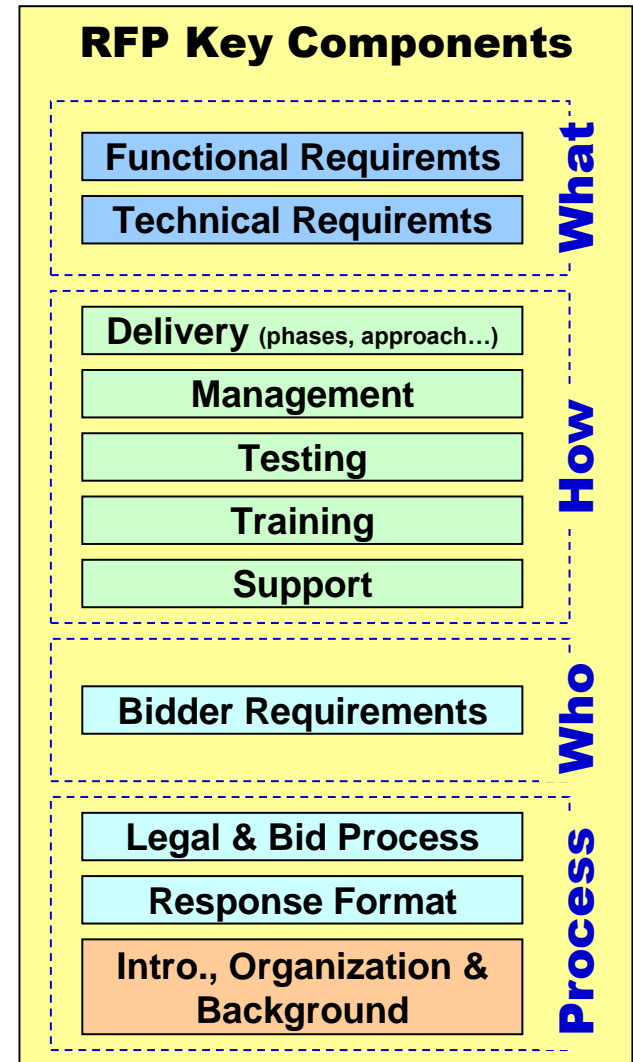 RFP Key Components
What
Functional Requiremts
Technical Requiremts
How
Delivery (phases, approach…)
Management
Testing
Training
Support
Who
Bidder Requirements
Process
Legal & Bid Process
Response Format
Intro., Organization &
Background